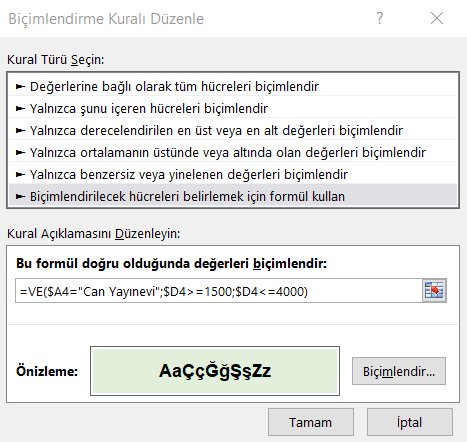 Biçimlendirme Kuralı Düzenle
?
Kural Türü Seçin:
► Değerlerine bağlı olarak tüm hücreleri biçimlendir
► Yalnızca şunu içeren hücreleri biçimlendir
► Yalnızca derecelendirilen en üst veya en alt değerleri biçimlendir
► Yalnızca ortalamanın üstünde veya altında olan değerleri biçimlendir
► Yalnızca benzersiz veya yinelenen değerleri biçimlendir
► Biçimlendirilecek hücreleri belirlemek için formül kullan
Kural Açıklamasını Düzenleyin:
Bu formül doğru olduğunda değerleri biçimlendir:
=VE($A4="Can Yayınevi";$D4>=1500;$D4<=4000)
Önizleme: AaÇçĞğŞşZz Biçimlendir...
Tamam İptal